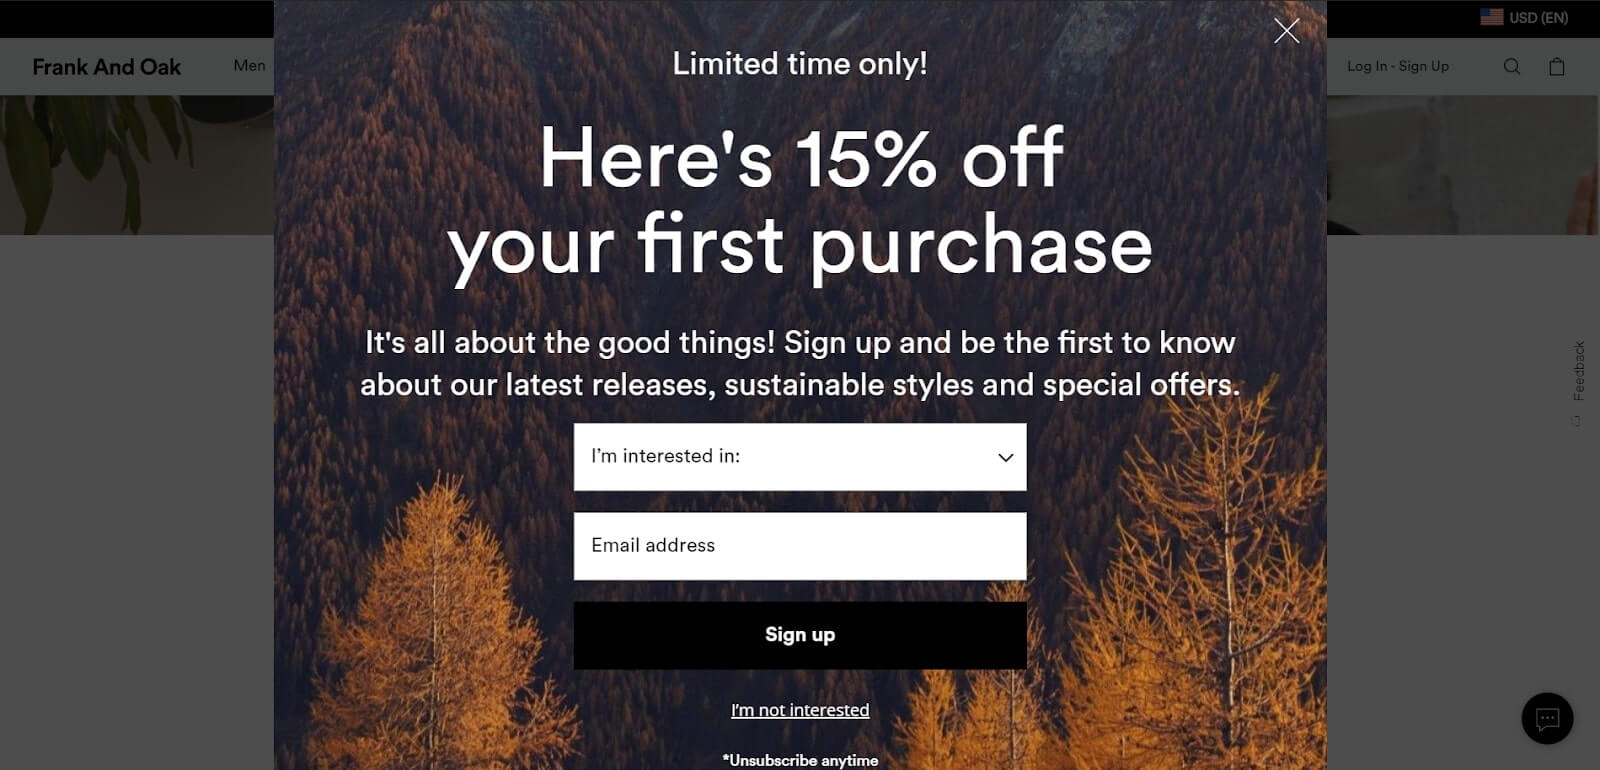 USD (EN)
Frank And Oak
Men
Log In - Sign Up
Limited time only!
Here's 15% off
your first purchase
It's all about the good things! Sign up and be the first to know
about our latest releases, sustainable styles and special offers.
I'm interested in:
Email address
Sign up
I'm not interested
*Unsubscribe anytime
Feedback